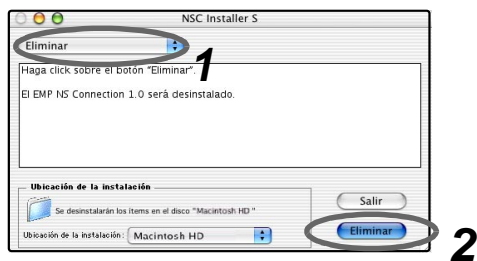 NSC Installer S
Eliminar
1
Haga click sobre el botón "Eliminar".
El EMP NS Connection 1.0 será desinstalado.
Ubicación de la instalación
Se desinstalarán los items en el disco "Macintosh HD "
Ubicación de la instalación: Macintosh HD
Salir
Eliminar
2